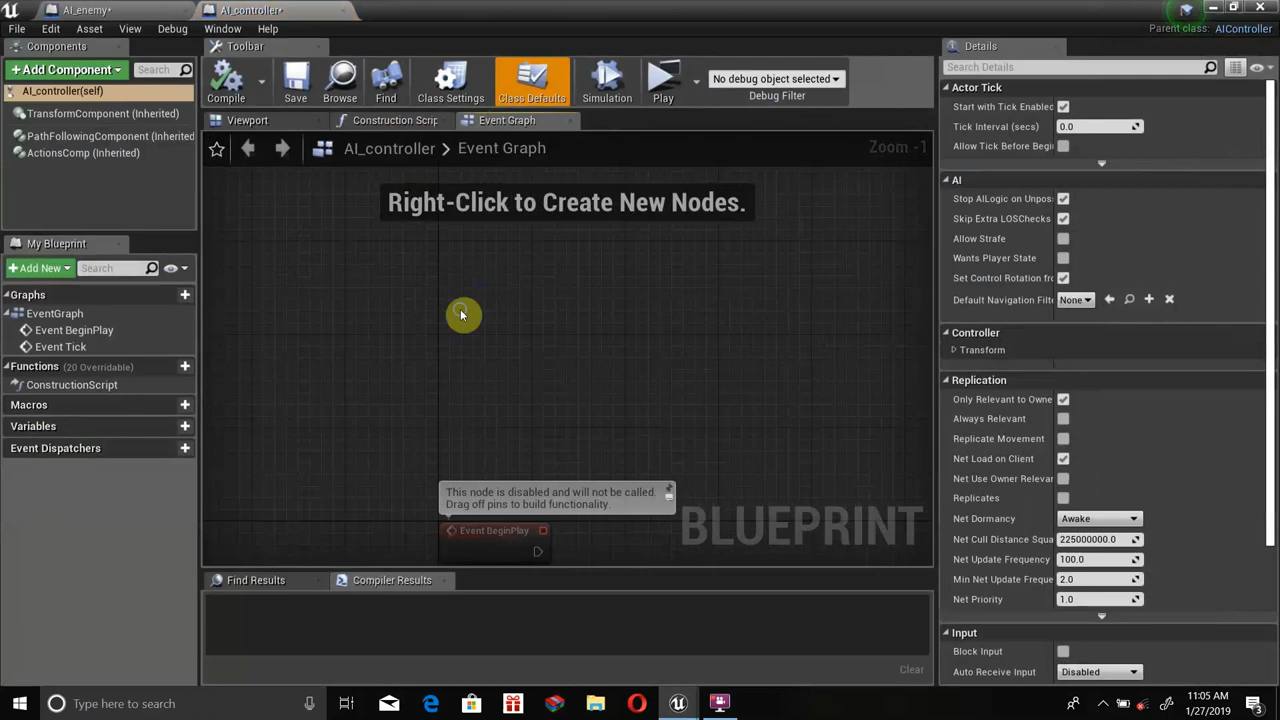 AI_enemy*
AI_controller*
File Edit Asset View Debug Window Help
Parent class: AIController
Components
Toolbar
Details
+ Add Component
Search
Search Details
AI_controller(self)
TransformComponent (Inherited)
PathFollowingComponent (Inherited
ActionsComp (Inherited)
Compile
Save
Browse
Find
Class Settings
Class Defaults
Simulation
Play
No debug object selected
Debug Filter
Viewport
Construction Scrip
Event Graph
AI_controller > Event Graph
Zoom -1
Right-Click to Create New Nodes.
My Blueprint
+ Add New
Search
Graphs
EventGraph
Event BeginPlay
Event Tick
Functions (20 Overridable)
ConstructionScript
Macros
Variables
Event Dispatchers
This node is disabled and will not be called.
Drag off pins to build functionality.
Event BeginPlay
BLUEPRINT
Find Results
Compiler Results
Clear
Actor Tick
Start with Tick Enabled
Tick Interval (secs) 0.0
Allow Tick Before Begi
AI
Stop AILogic on Unpos
Skip Extra LOSChecks
Allow Strafe
Wants Player State
Set Control Rotation fro
Default Navigation Filte None
Controller
Transform
Replication
Only Relevant to Owne
Always Relevant
Replicate Movement
Net Load on Client
Net Use Owner Relevar
Replicates
Net Dormancy Awake
Net Cull Distance Squa 225000000.0
Net Update Frequency 100.0
Min Net Update Freque 2.0
Net Priority 1.0
Input
Block Input
Auto Receive Input Disabled
Type here to search
11:05 AM
1/27/2019
3